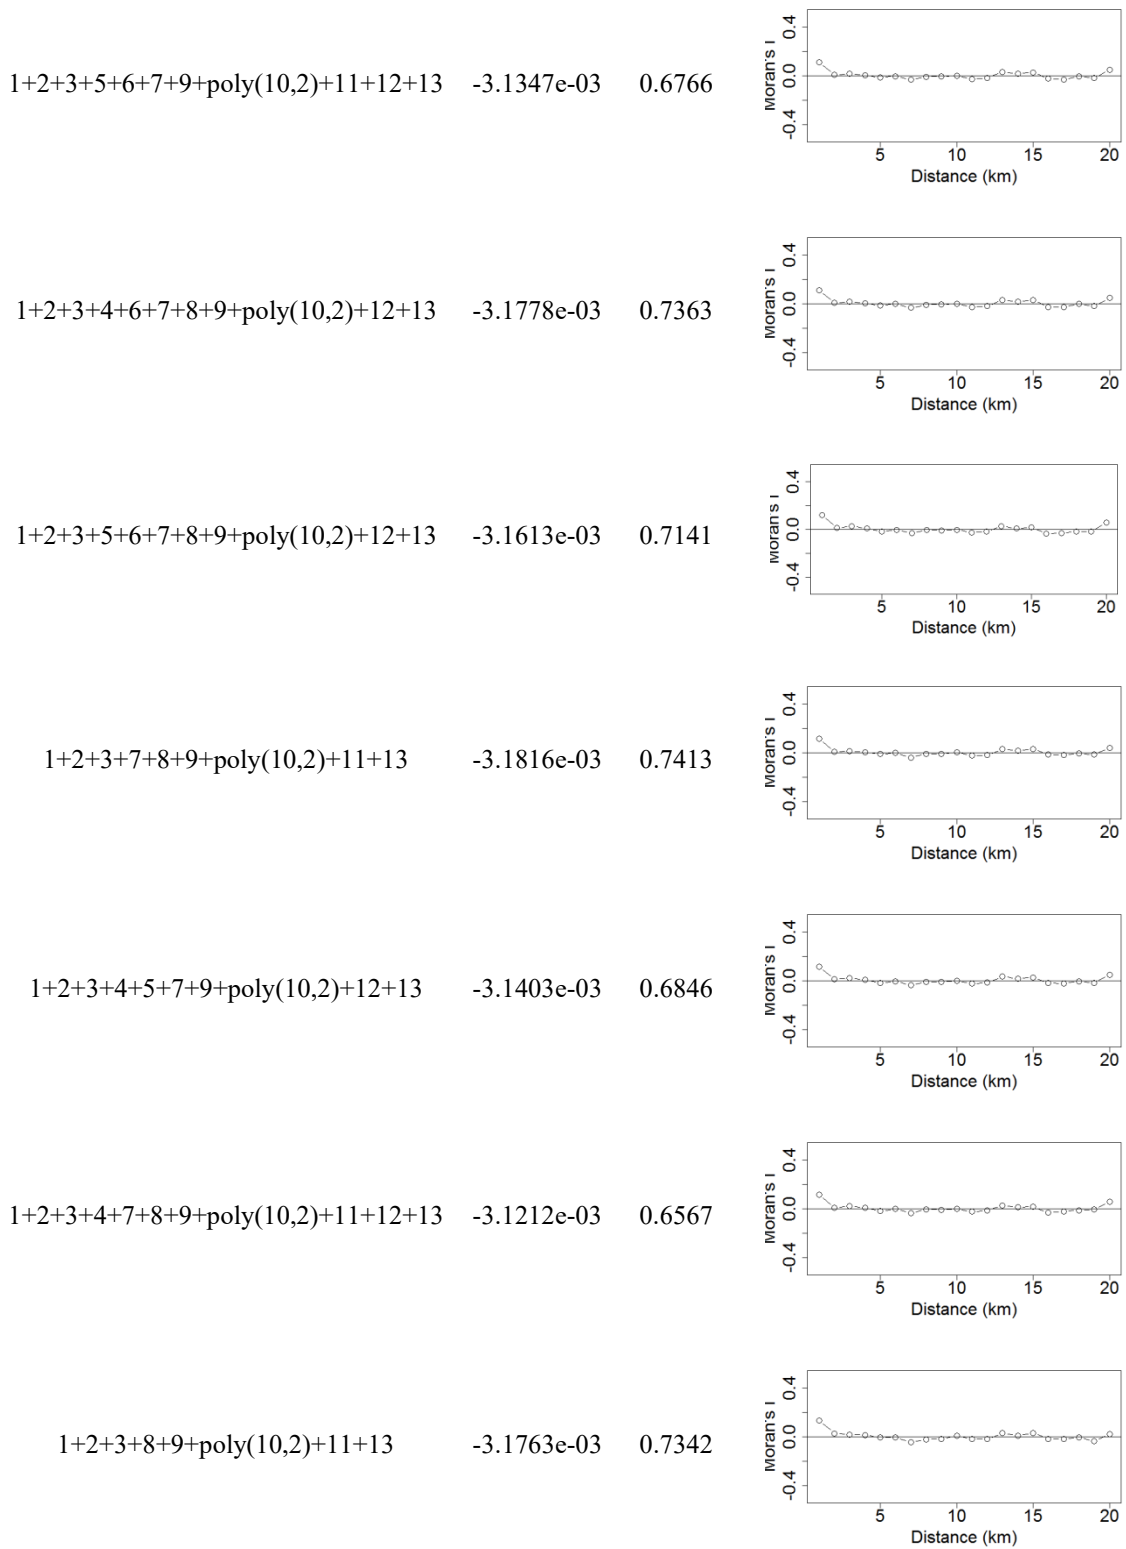 1+2+3+5+6+7+9+poly(10,2)+11+12+13 -3.1347e-03 0.6766
Moran's I
0.4
0.0
-0.4
5 10 15 20
Distance (km)
1+2+3+4+6+7+8+9+poly(10,2)+12+13 -3.1778e-03 0.7363
Moran's I
0.4
0.0
-0.4
5 10 15 20
Distance (km)
1+2+3+5+6+7+8+9+poly(10,2)+12+13 -3.1613e-03 0.7141
Moran's I
0.4
0.0
-0.4
5 10 15 20
Distance (km)
1+2+3+7+8+9+poly(10,2)+11+13 -3.1816e-03 0.7413
Moran's I
0.4
0.0
-0.4
5 10 15 20
Distance (km)
1+2+3+4+5+7+9+poly(10,2)+12+13 -3.1403e-03 0.6846
Moran's I
0.4
0.0
-0.4
5 10 15 20
Distance (km)
1+2+3+4+7+8+9+poly(10,2)+11+12+13 -3.1212e-03 0.6567
Moran's I
0.4
0.0
-0.4
5 10 15 20
Distance (km)
1+2+3+8+9+poly(10,2)+11+13 -3.1763e-03 0.7342
Moran's I
0.4
0.0
-0.4
5 10 15 20
Distance (km)